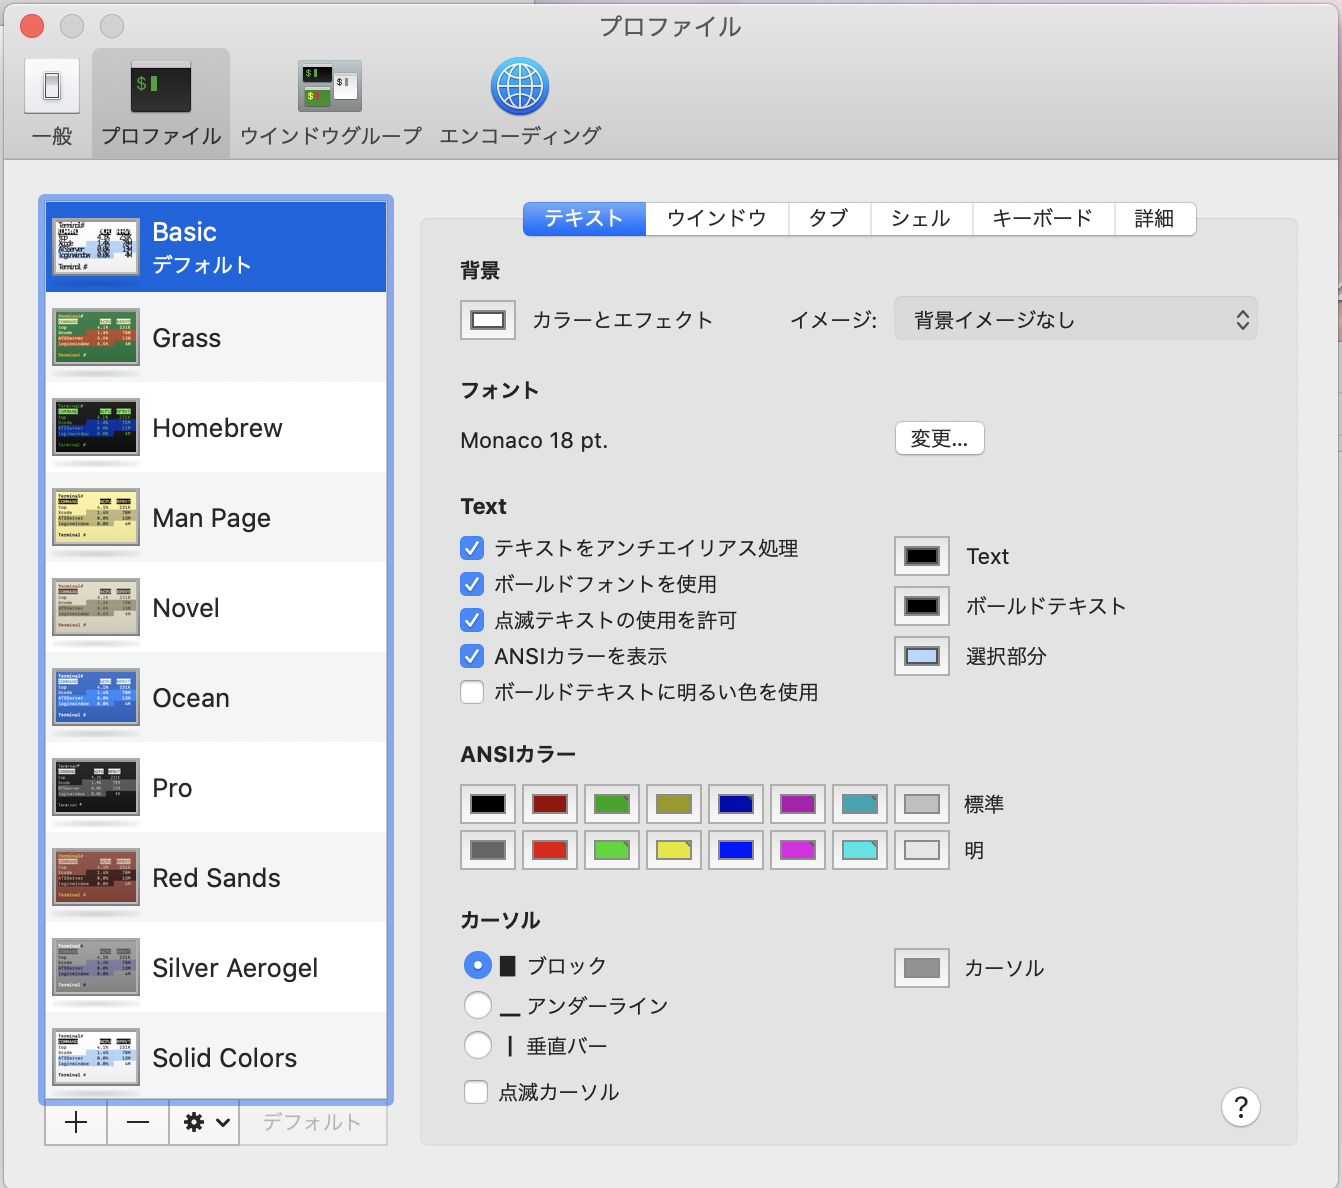 プロファイル
一般
プロファイル
ウインドウグループ
エンコーディング
Basic
デフォルト
Grass
Homebrew
Man Page
Novel
Ocean
Pro
Red Sands
Silver Aerogel
Solid Colors
デフォルト
テキスト
ウインドウ
タブ
シェル
キーボード
詳細
背景
カラーとエフェクト
イメージ:
背景イメージなし
フォント
Monaco 18 pt.
変更...
Text
テキストをアンチエイリアス処理
ボールドフォントを使用
点滅テキストの使用を許可
ANSIカラーを表示
ボールドテキストに明るい色を使用
Text
ボールドテキスト
選択部分
ANSIカラー
標準
明
カーソル
ブロック
アンダーライン
垂直バー
点滅カーソル
カーソル
?